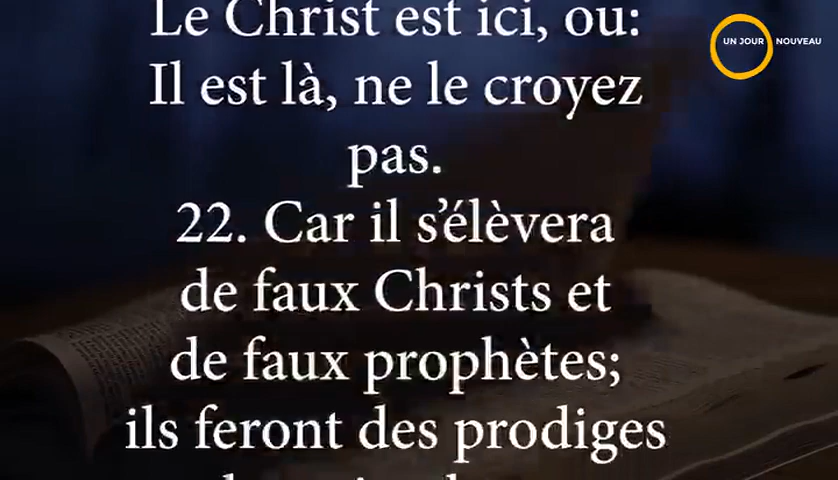 Le Christ est ici, ou:
Il est là, ne le croyez
pas.
22. Car il s’élèvera
de faux Christs et
de faux prophètes;
ils feront des prodiges
UN JOUR NOUVEAU